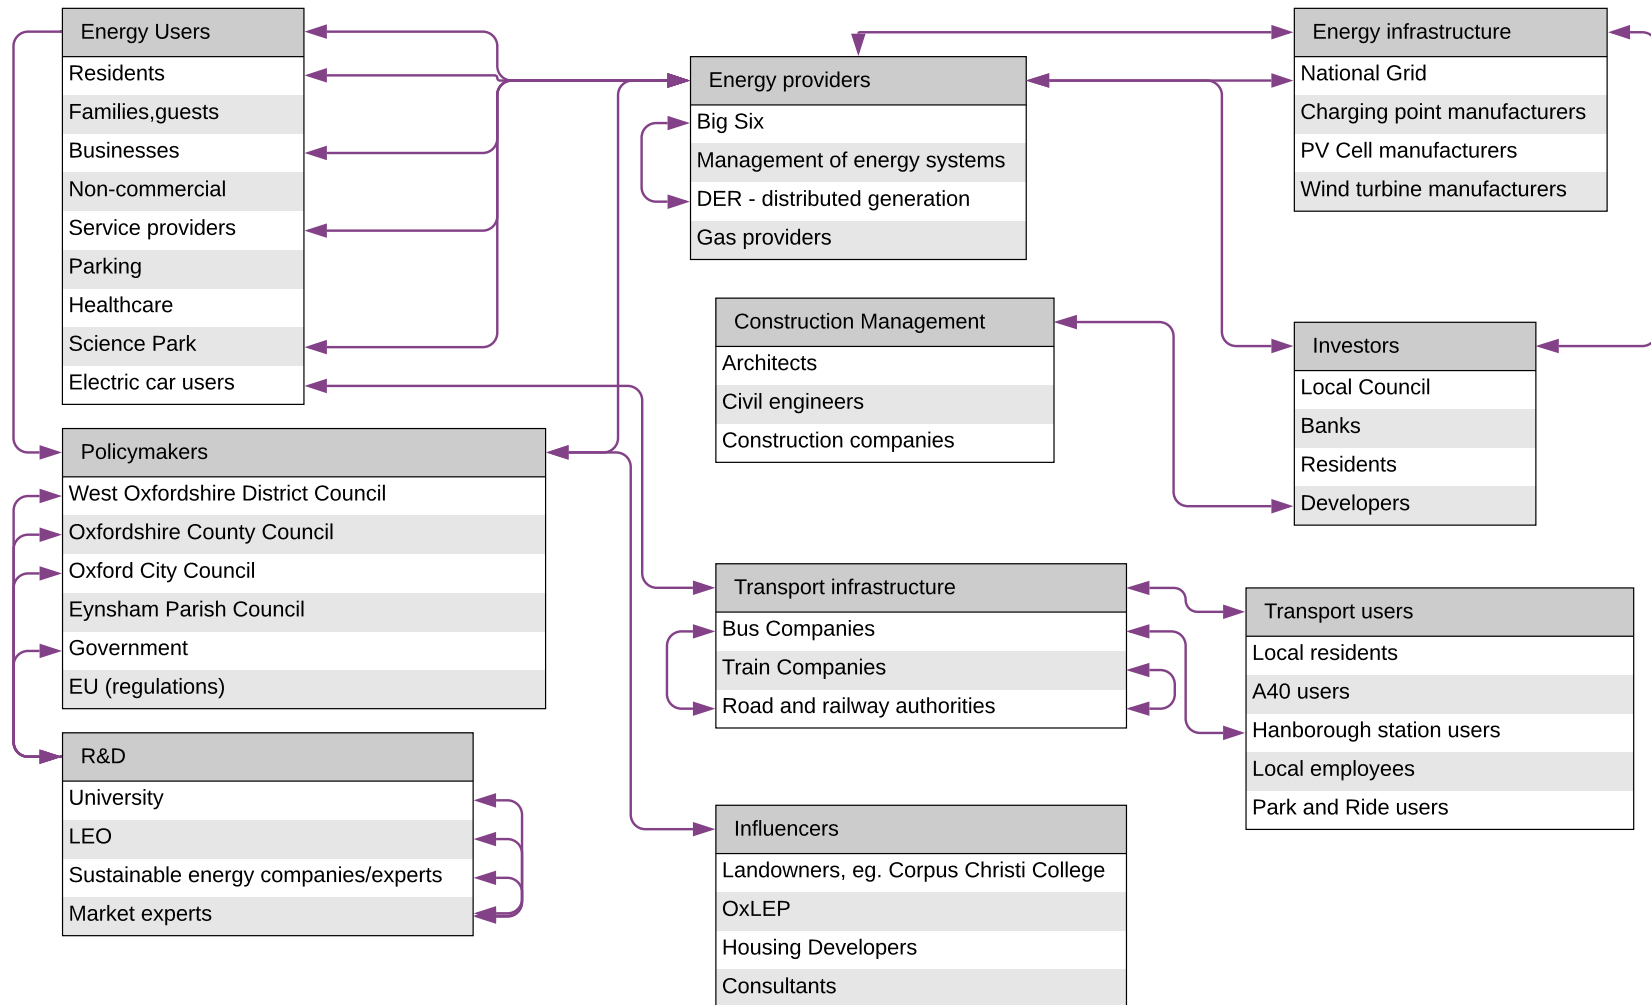 Energy Users
Residents
Families,guests
Businesses
Non-commercial
Service providers
Parking
Healthcare
Science Park
Electric car users
Energy providers
Big Six
Management of energy systems
DER - distributed generation
Gas providers
Energy infrastructure
National Grid
Charging point manufacturers
PV Cell manufacturers
Wind turbine manufacturers
Construction Management
Architects
Civil engineers
Construction companies
Investors
Local Council
Banks
Residents
Developers
Policymakers
West Oxfordshire District Council
Oxfordshire County Council
Oxford City Council
Eynsham Parish Council
Government
EU (regulations)
Transport infrastructure
Bus Companies
Train Companies
Road and railway authorities
Transport users
Local residents
A40 users
Hanborough station users
Local employees
Park and Ride users
R&D
University
LEO
Sustainable energy companies/experts
Market experts
Influencers
Landowners, eg. Corpus Christi College
OxLEP
Housing Developers
Consultants